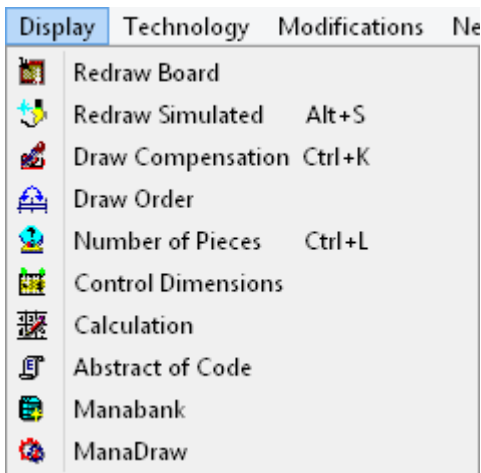 Display Technology Modifications Ne
Redraw Board
Redraw Simulated Alt+S
Draw Compensation Ctrl+K
Draw Order
Number of Pieces Ctrl+L
Control Dimensions
Calculation
Abstract of Code
Manabank
ManaDraw